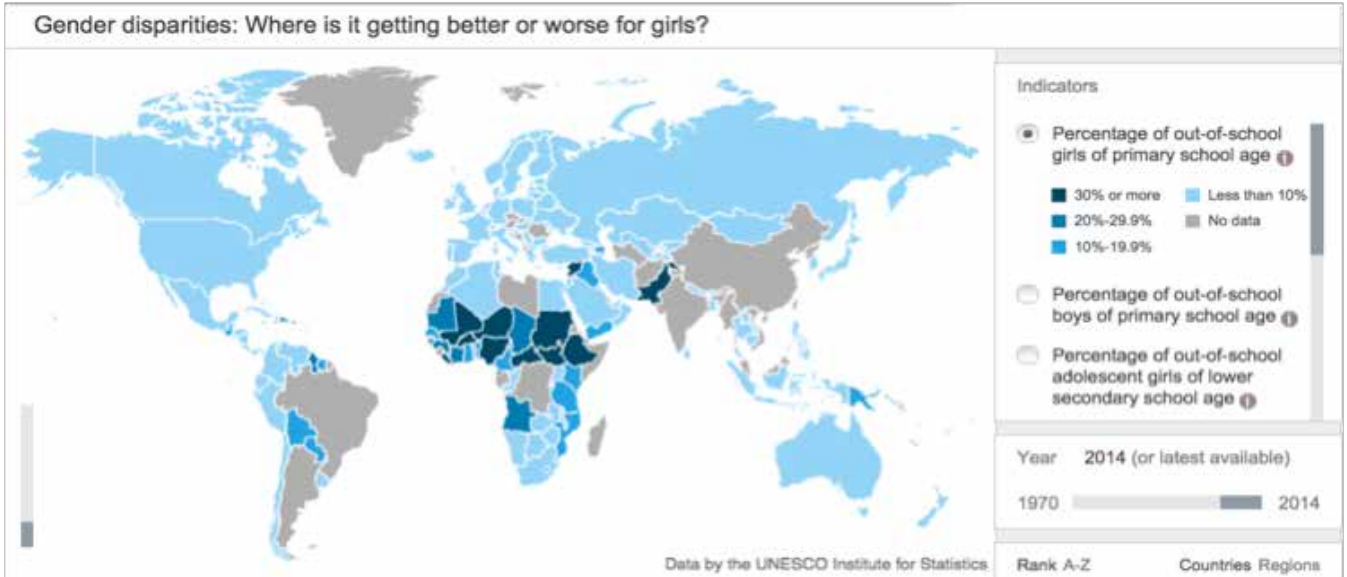 Gender disparities: Where is it getting better or worse for girls?
Indicators
Percentage of out-of-school
girls of primary school age i
30% or more
Less than 10%
20%-29.9%
No data
10%-19.9%
Percentage of out-of-school
boys of primary school age i
Percentage of out-of-school
adolescent girls of lower
secondary school age i
Year 2014 (or latest available)
1970 2014
Data by the UNESCO Institute for Statistics
Rank A-Z Countries Regions